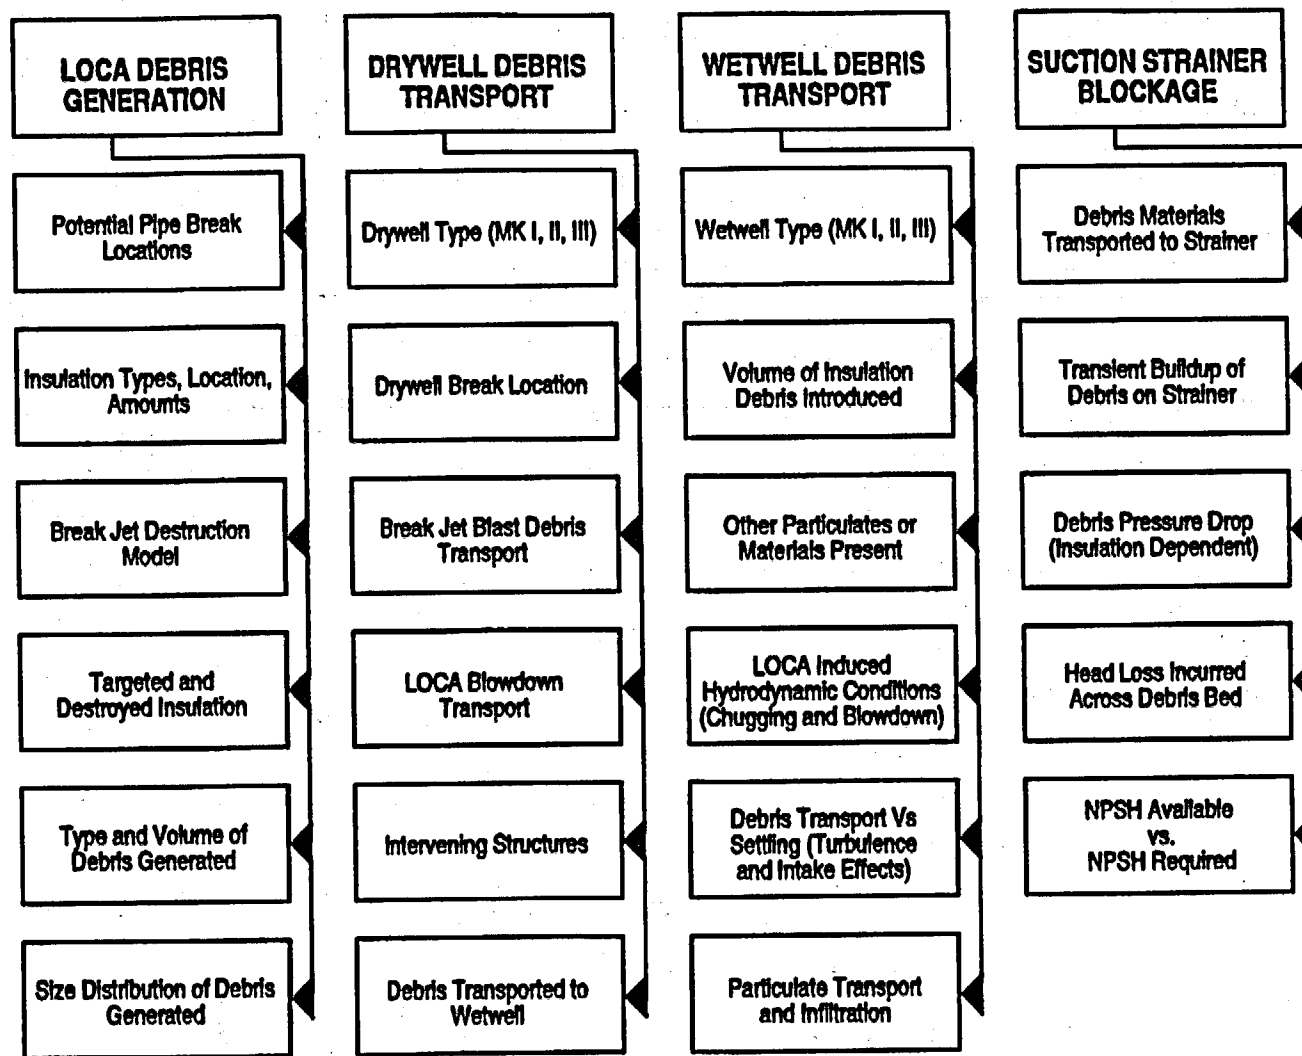 LOCA DEBRIS
GENERATION
Potential Pipe Break
Locations
Insulation Types, Location,
Amounts
Break Jet Destruction
Model
Targeted and
Destroyed Insulation
Type and Volume of
Debris Generated
Size Distribution of Debris
Generated
DRYWELL DEBRIS
TRANSPORT
Drywell Type (MK I, II, III)
Drywell Break Location
Break Jet Blast Debris
Transport
LOCA Blowdown
Transport
Intervening Structures
Debris Transported to
Wetwell
WETWELL DEBRIS
TRANSPORT
Wetwell Type (MK I, II, III)
Volume of Insulation
Debris Introduced
Other Particulates or
Materials Present
LOCA Induced
Hydrodynamic Conditions
(Chugging and Blowdown)
Debris Transport Vs
Settling (Turbulence
and Intake Effects)
Particulate Transport
and Infiltration
SUCTION STRAINER
BLOCKAGE
Debris Materials
Transported to Strainer
Transient Buildup of
Debris on Strainer
Debris Pressure Drop
(Insulation Dependent)
Head Loss Incurred
Across Debris Bed
NPSH Available
vs.
NPSH Required